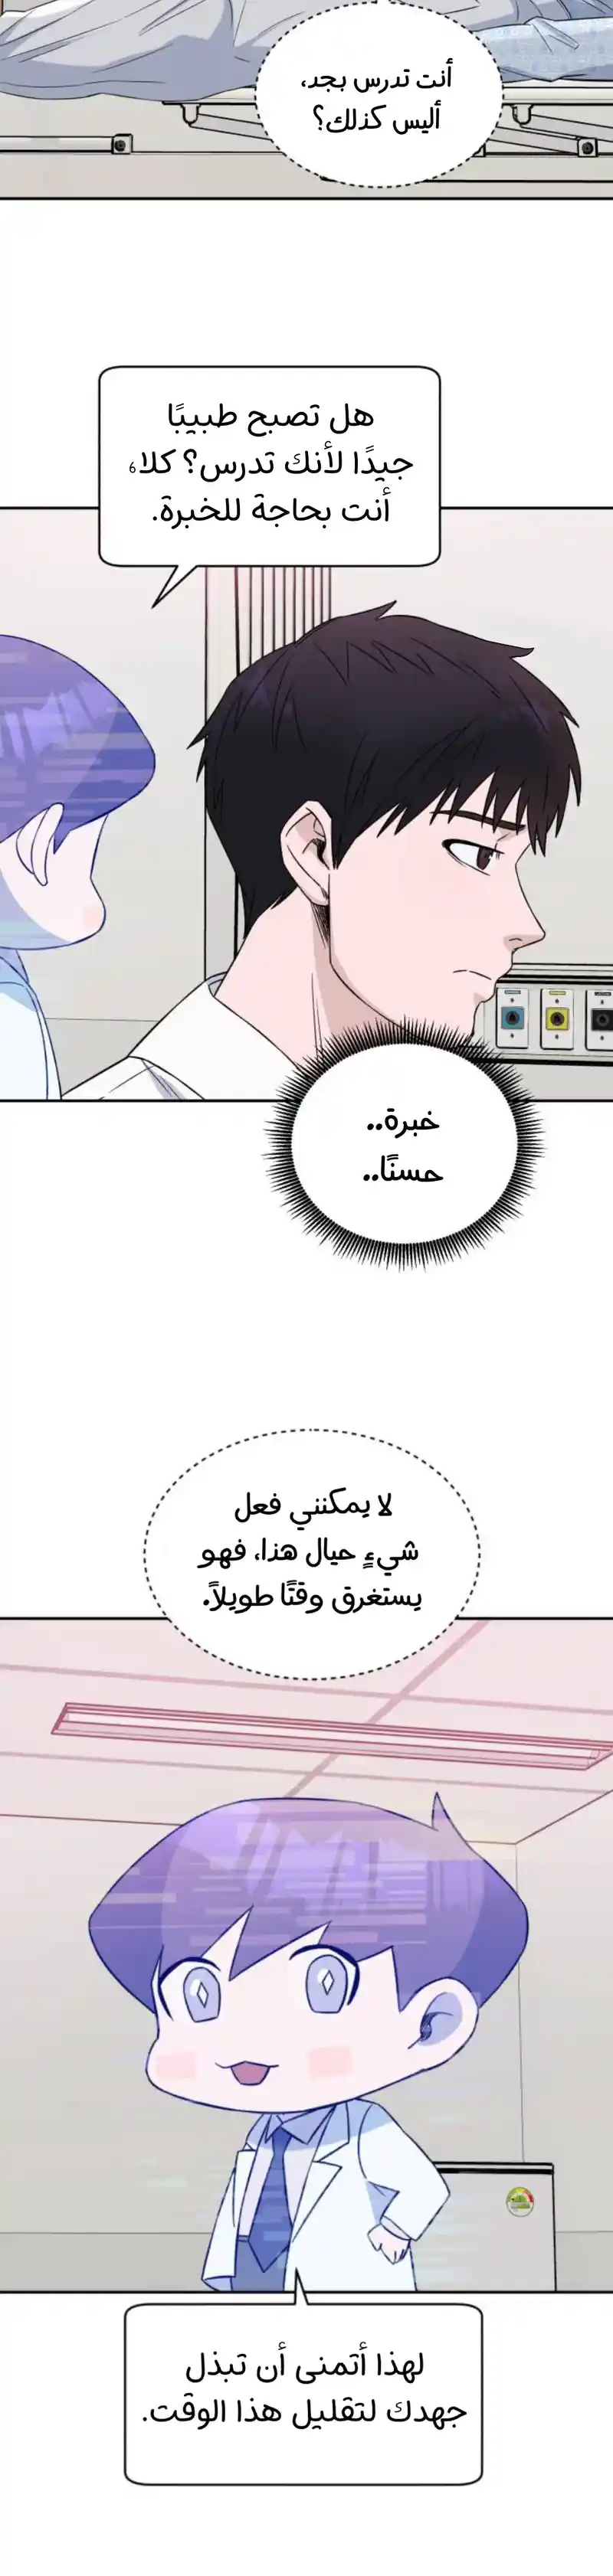 أنت تدرس بجد،
أليس كذلك؟
هل تصبح طبيبًا
جيدًا لأنك تدرس؟ كلا،
أنت بحاجة للخبرة.
خبرة..
حسنًا..
لا يمكنني فعل
شيءٍ حيال هذا، فهو
يستغرق وقتًا طويلاً.
لهذا أتمنى أن تبذل
جهدك لتقليل هذا الوقت.